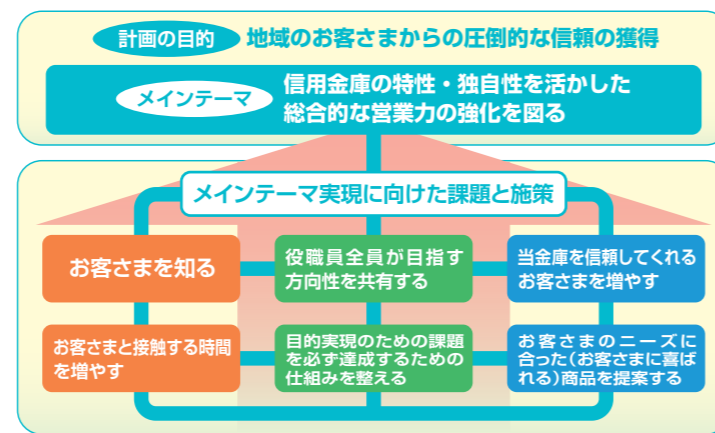 計画の目的 地域のお客さまからの圧倒的な信頼の獲得
メインテーマ
信用金庫の特性・独自性を活かした
総合的な営業力の強化を図る
メインテーマ実現に向けた課題と施策
お客さまを知る
役職員全員が目指す
方向性を共有する
当金庫を信頼してくれる
お客さまを増やす
お客さまと接触する時間
を増やす
目的実現のための課題
を必ず達成するための
仕組みを整える
お客さまのニーズに
合った(お客さまに喜ば
れる)商品を提案する